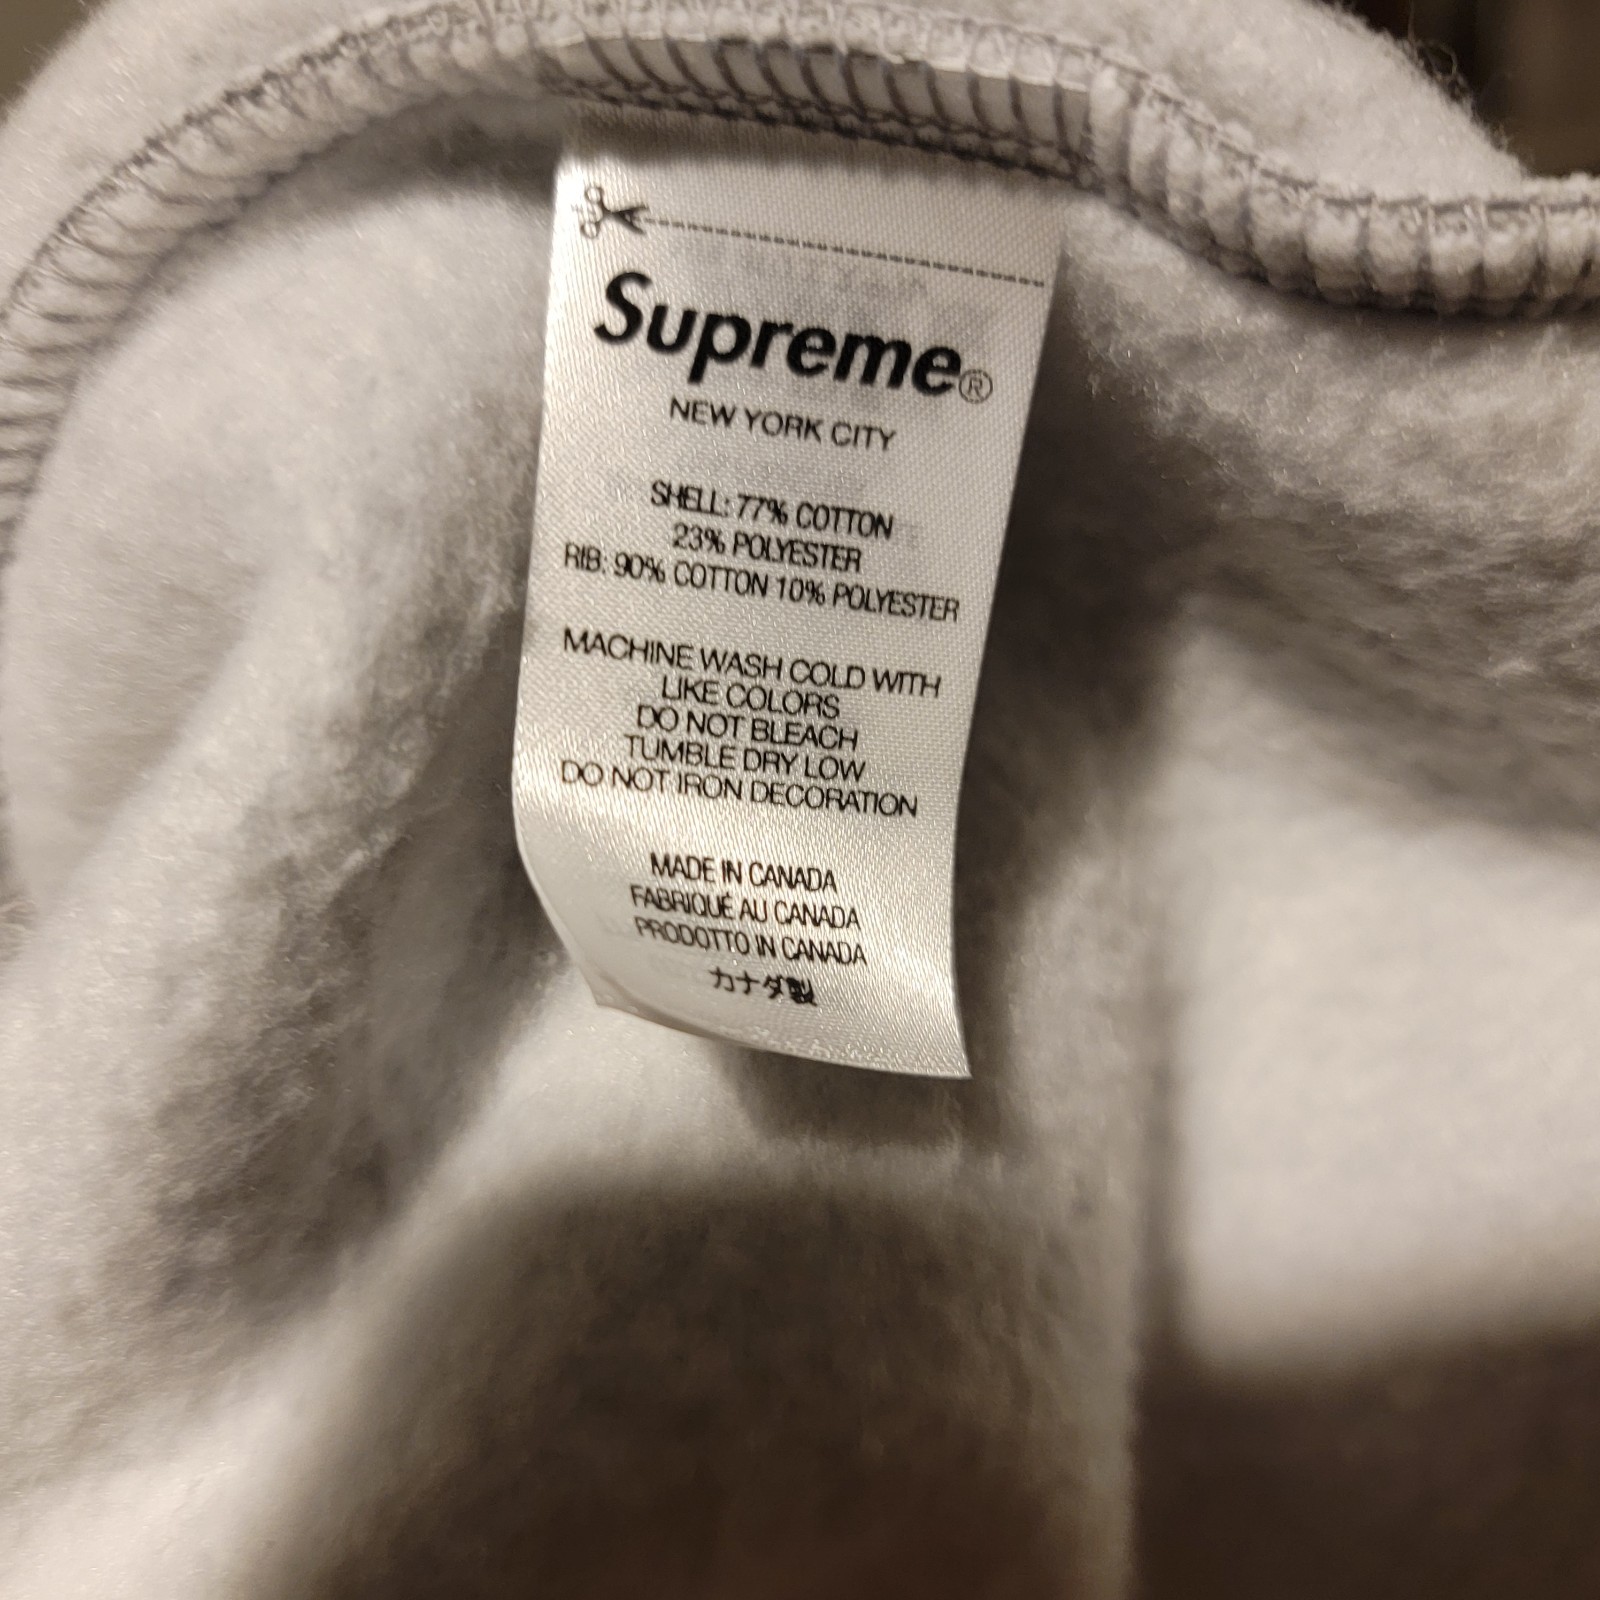 Supreme®
NEW YORK CITY
SHELL: 77% COTTON
23% POLYESTER
RIB: 90% COTTON 10% POLYESTER
MACHINE WASH COLD WITH
LIKE COLORS
DO NOT BLEACH
TUMBLE DRY LOW
DO NOT IRON DECORATION
MADE IN CANADA
FABRIQUÉ AU CANADA
PRODOTTO IN CANADA
カナダ製